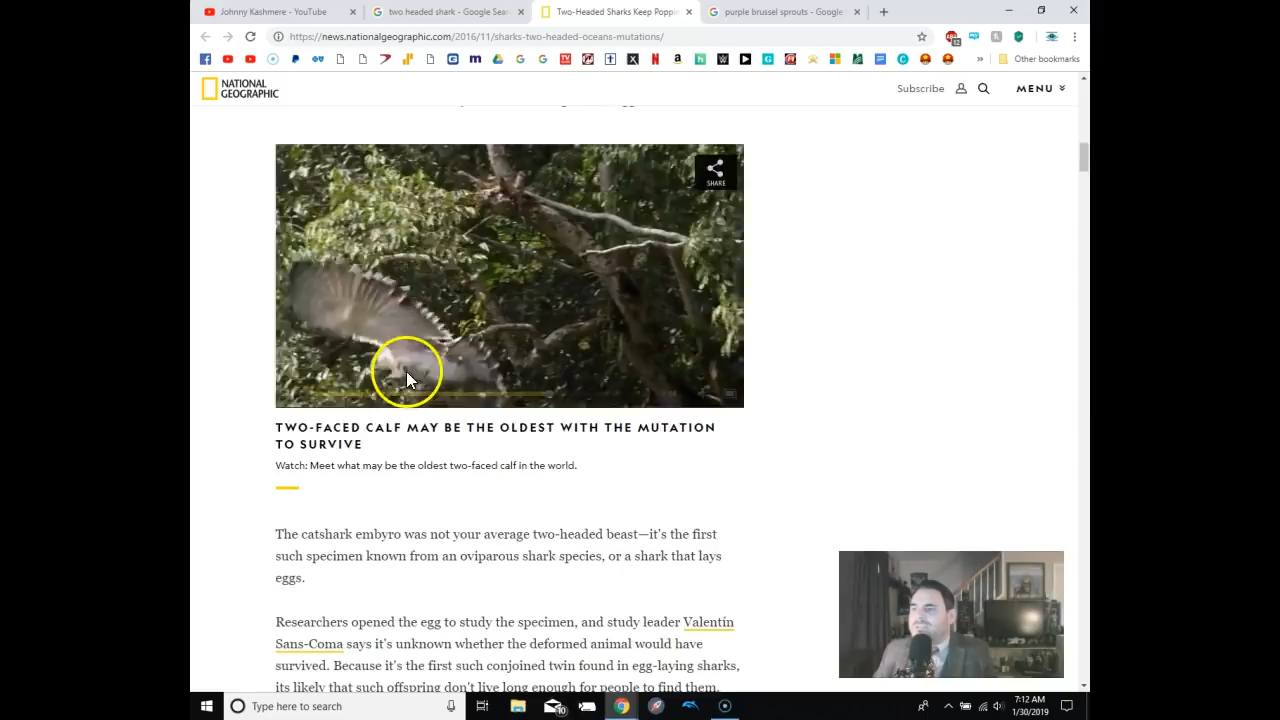 Johnny Kashmere - YouTube
two headed shark - Google Sear
Two-Headed Sharks Keep Poppin
purple brussel sprouts - Google
https://news.nationalgeographic.com/2016/11/sharks-two-headed-oceans-mutations/
12
Other bookmarks
NATIONAL
GEOGRAPHIC
Subscribe
MENU
SHARE
TWO-FACED CALF MAY BE THE OLDEST WITH THE MUTATION
TO SURVIVE
Watch: Meet what may be the oldest two-faced calf in the world.
The catshark embyro was not your average two-headed beast—it's the first
such specimen known from an oviparous shark species, or a shark that lays
eggs.
Researchers opened the egg to study the specimen, and study leader Valentín
Sans-Coma says it's unknown whether the deformed animal would have
survived. Because it's the first such conjoined twin found in egg-laying sharks,
its likely that such offspring don't live long enough for people to find them.
Type here to search
10
7:12 AM
1/30/2019